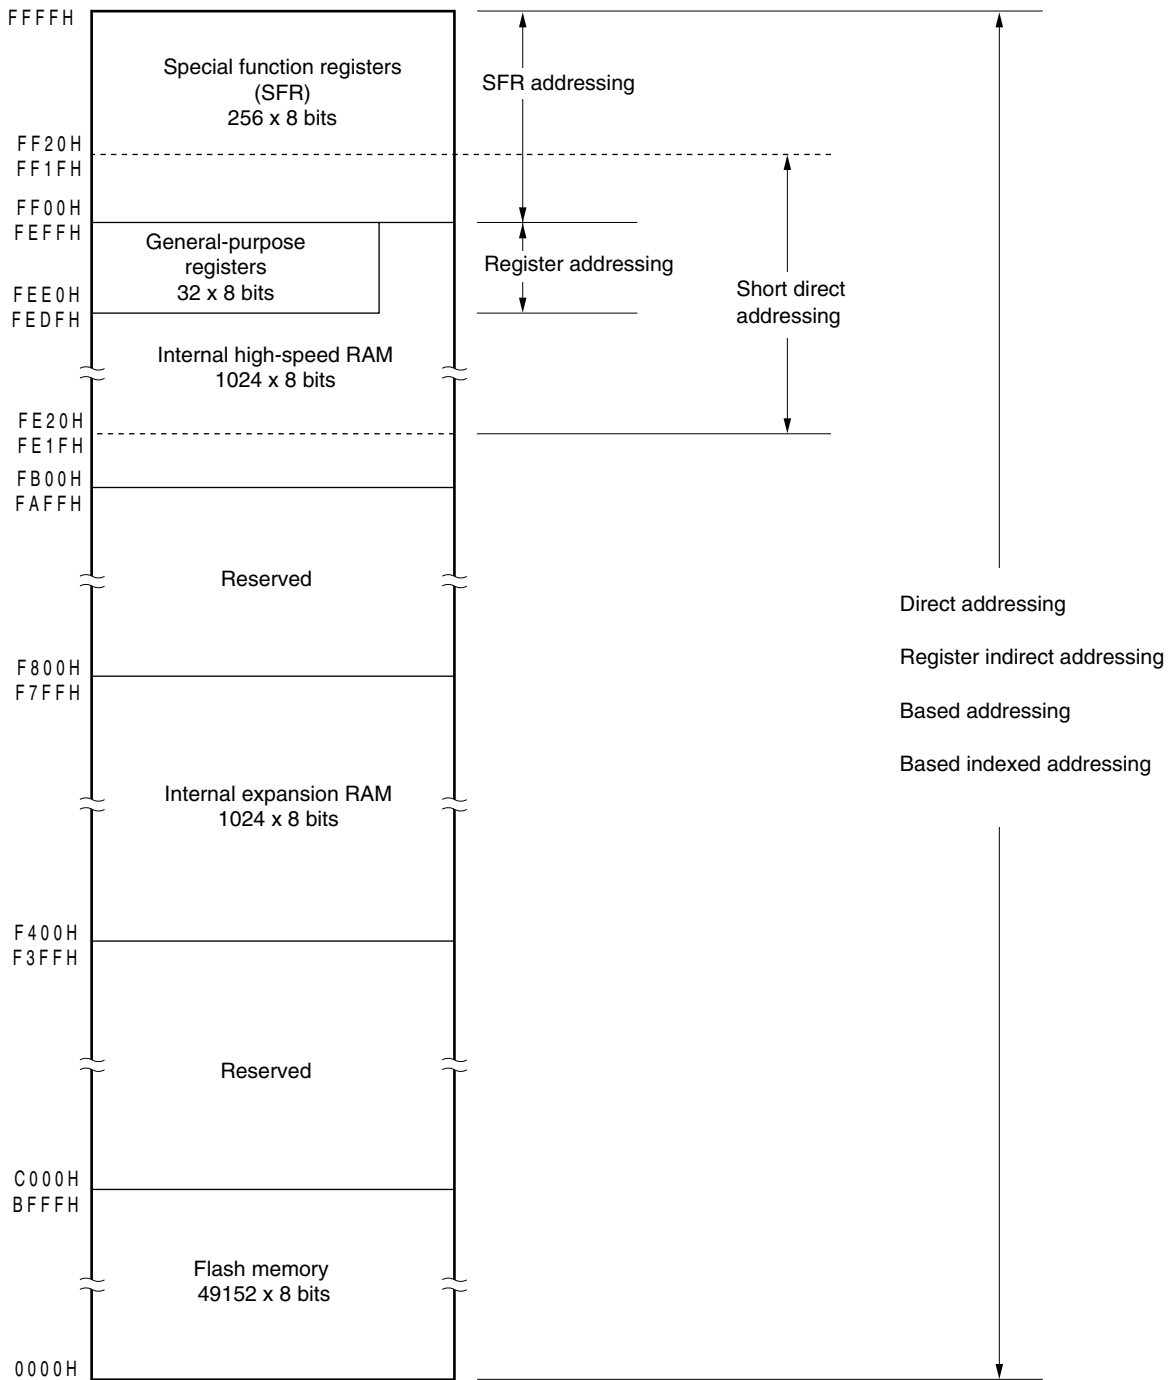 FFFFH
Special function registers
(SFR)
256 x 8 bits
SFR addressing
FF20H
FF1FH
FF00H
FEFFH
General-purpose
registers
32 x 8 bits
Register addressing
Short direct
addressing
FEE0H
FEDFH
Internal high-speed RAM
1024 x 8 bits
FE20H
FE1FH
FB00H
FAFFH
Reserved
Direct addressing
Register indirect addressing
Based addressing
Based indexed addressing
F800H
F7FFH
Internal expansion RAM
1024 x 8 bits
F400H
F3FFH
Reserved
C000H
BFFFH
Flash memory
49152 x 8 bits
0000H